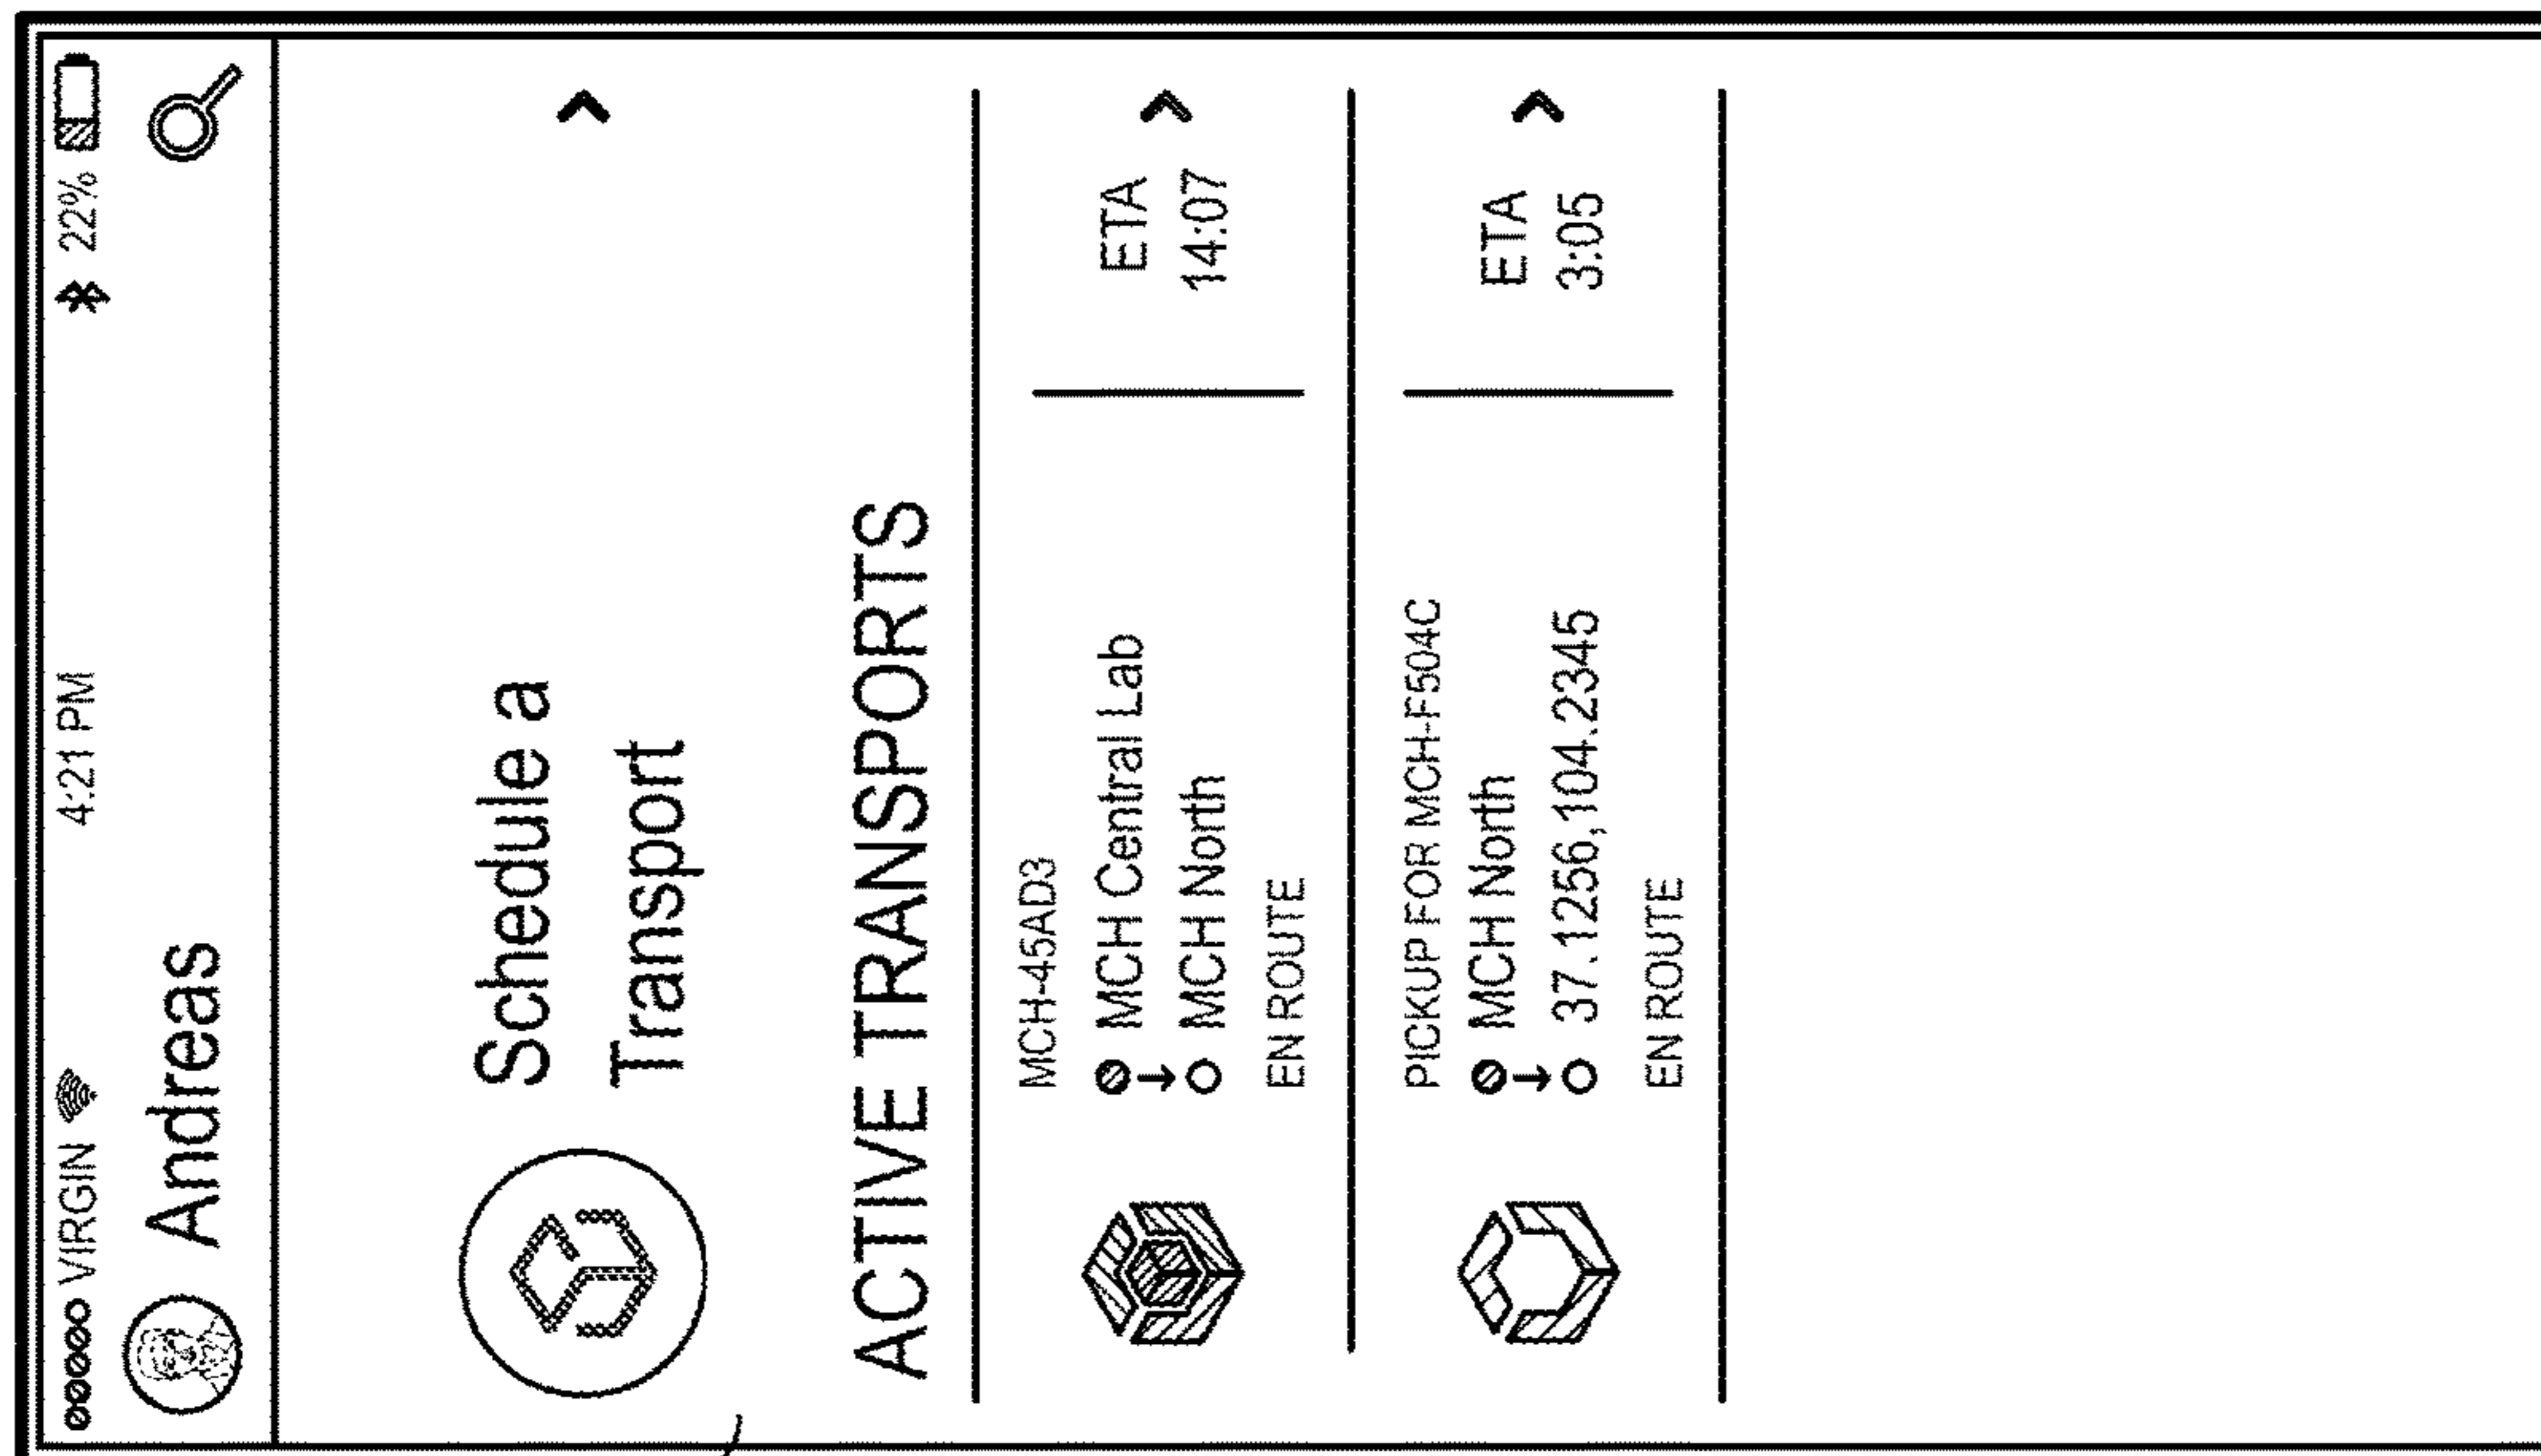 VIRGIN 4:21 PM 22%
Andreas
Schedule a
Transport
ACTIVE TRANSPORTS
MCH-45AD3
MCH Central Lab
MCH North
EN ROUTE
ETA
14:07
PICKUP FOR MCH-F504C
MCH North
37.1256,104.2345
EN ROUTE
ETA
3:05